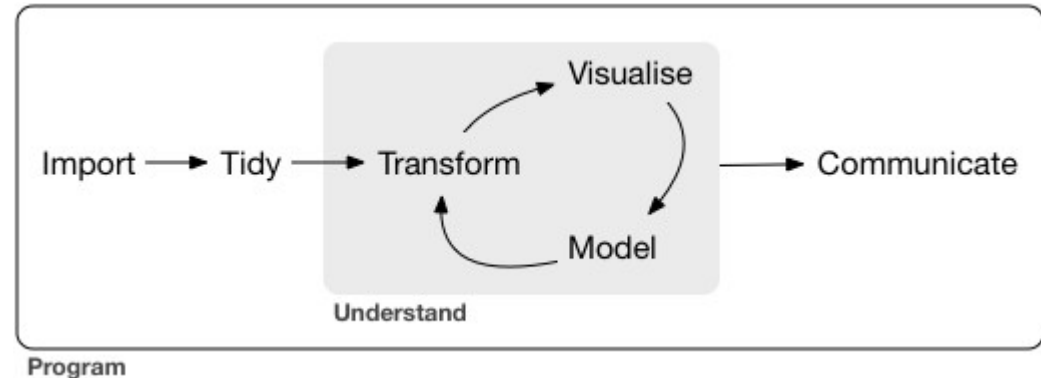 Visualise
Import
Tidy
Transform
Communicate
Model
Understand
Program